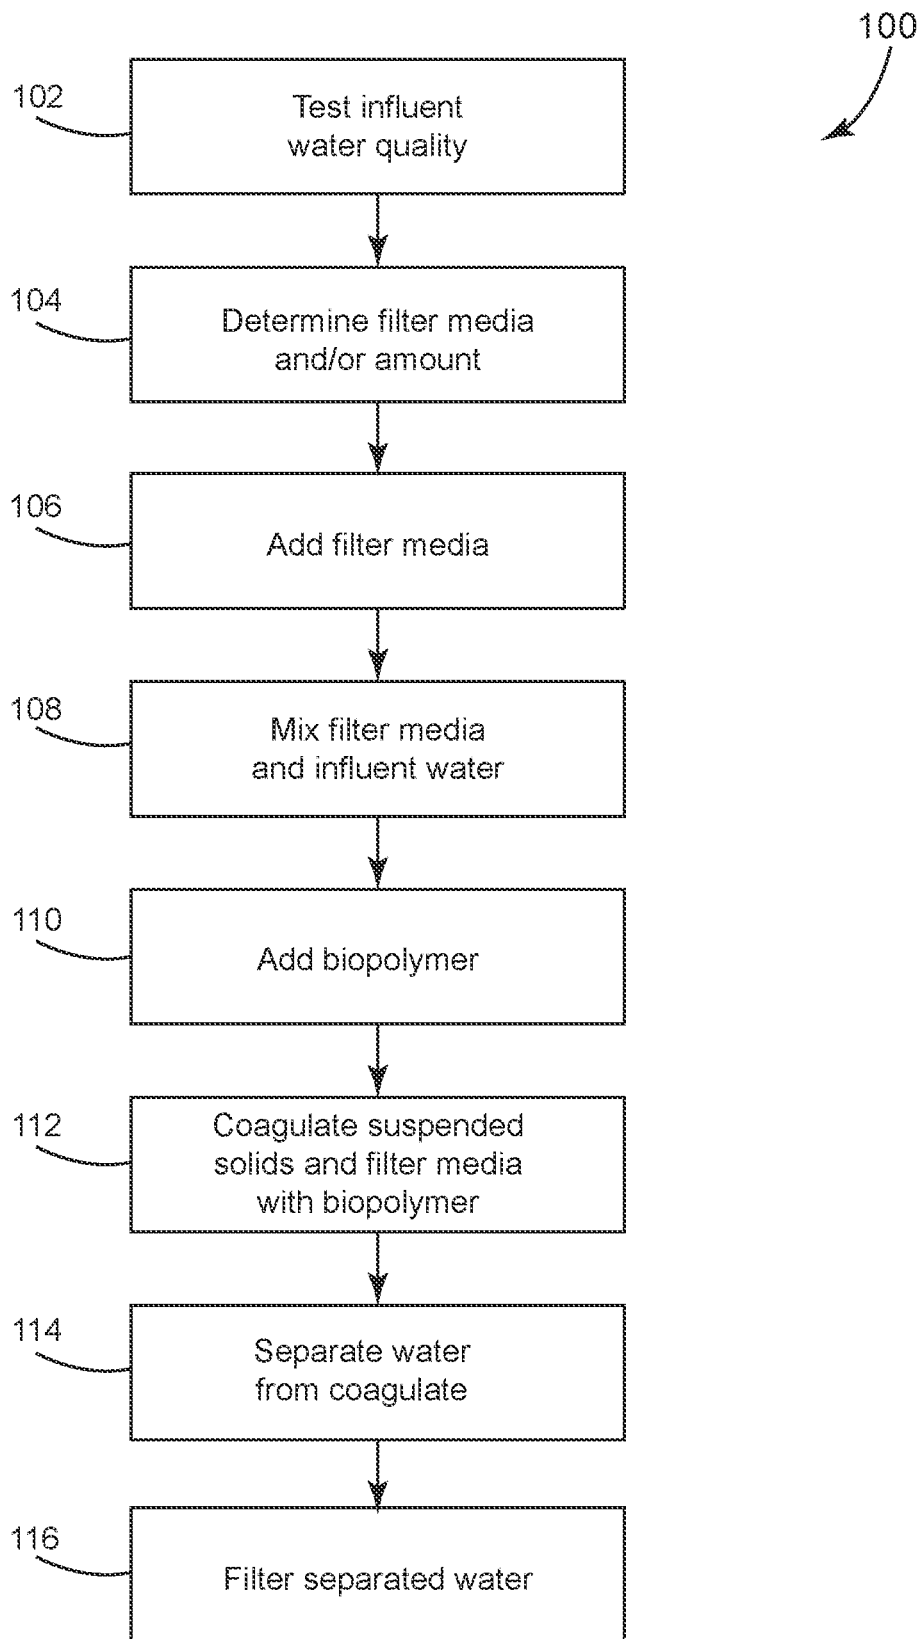 100
102
Test influent
water quality
104
Determine filter media
and/or amount
106
Add filter media
108
Mix filter media
and influent water
110
Add biopolymer
112
Coagulate suspended
solids and filter media
with biopolymer
114
Separate water
from coagulate
116
Filter separated water